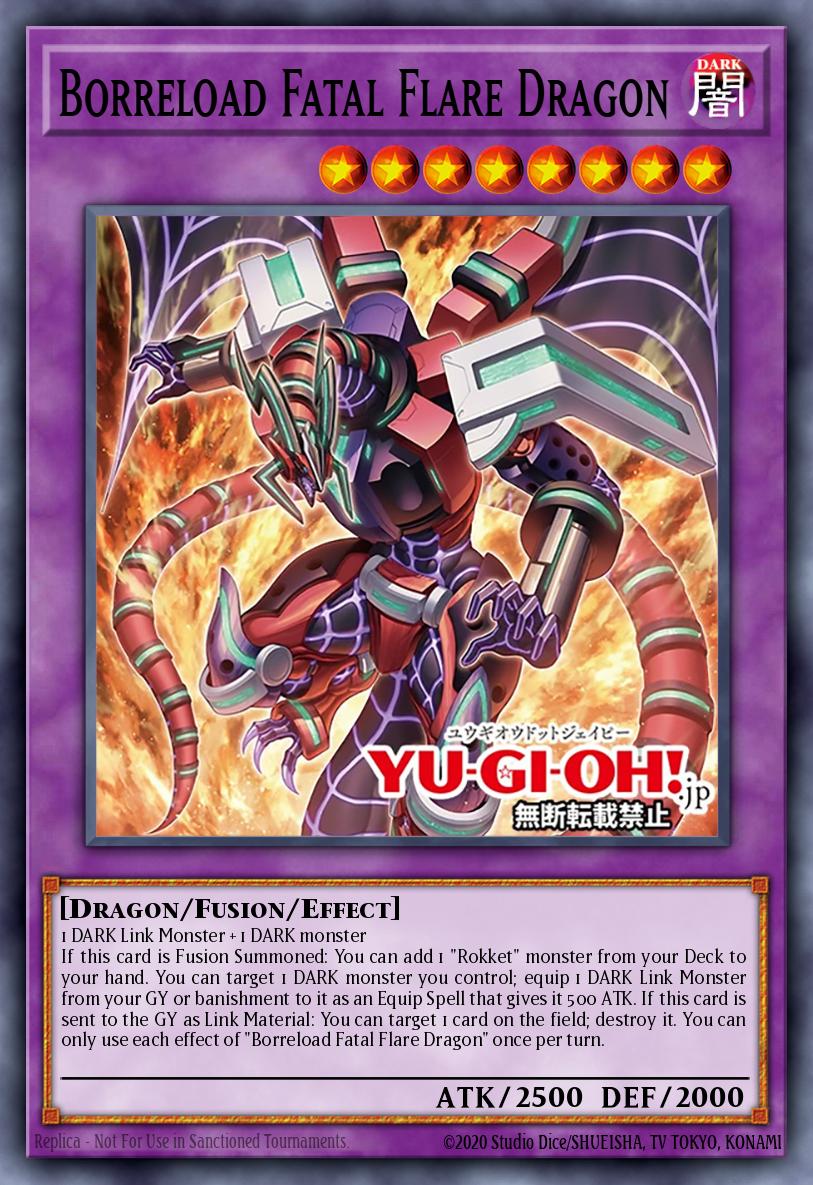 Borreload Fatal Flare Dragon
DARK
闇
ユウギオウドットジェイピー
YU-GI-OH!.jp
無断転載禁止
[Dragon/Fusion/Effect]
1 DARK Link Monster + 1 DARK monster
If this card is Fusion Summoned: You can add 1 "Rokket" monster from your Deck to
your hand. You can target 1 DARK monster you control; equip 1 DARK Link Monster
from your GY or banishment to it as an Equip Spell that gives it 500 ATK. If this card is
sent to the GY as Link Material: You can target 1 card on the field; destroy it. You can
only use each effect of "Borreload Fatal Flare Dragon" once per turn.
ATK/2500 DEF/2000
Replica - Not For Use in Sanctioned Tournaments.
©2020 Studio Dice/SHUEISHA, TV TOKYO, KONAMI